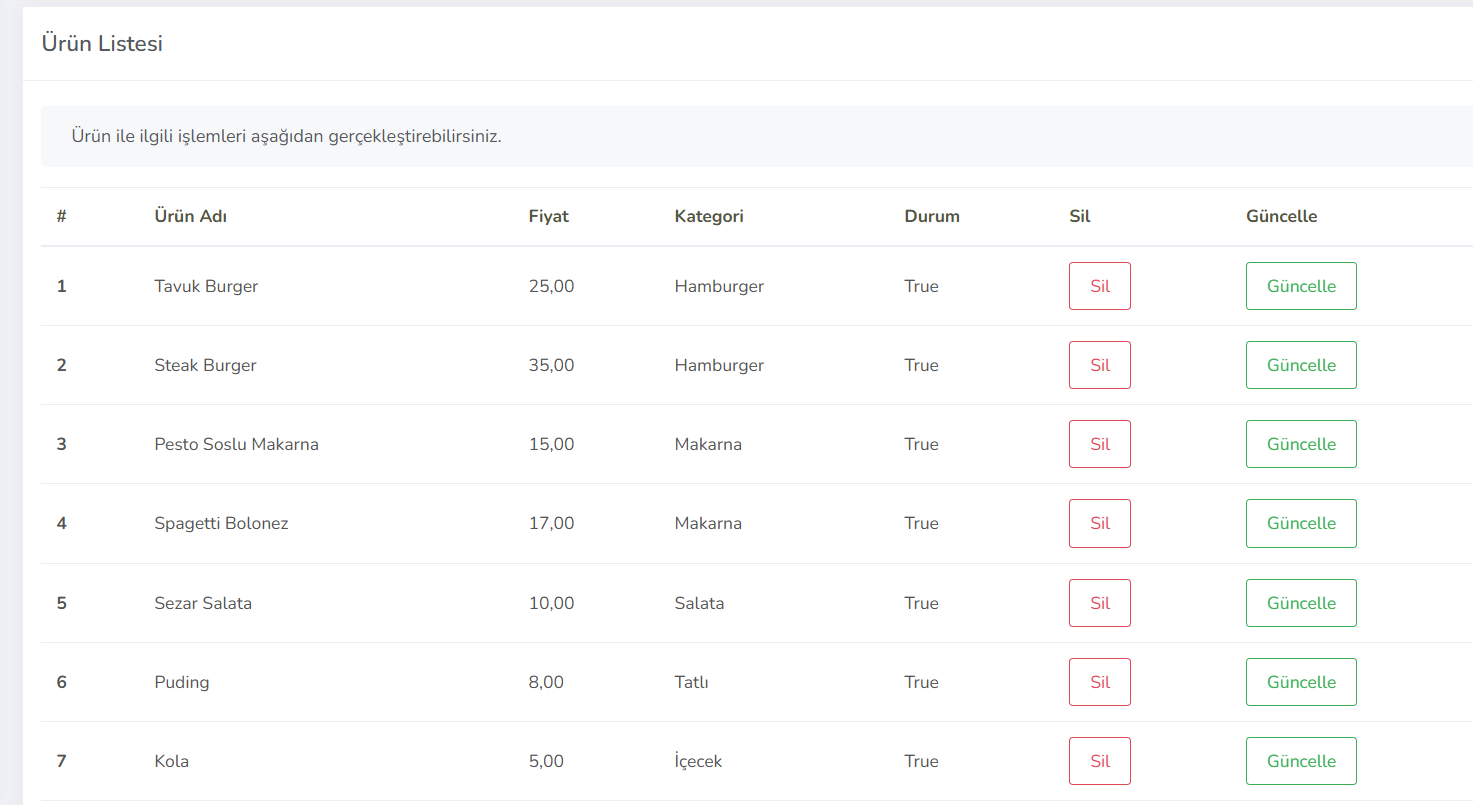 Ürün Listesi
Ürün ile ilgili işlemleri aşağıdan gerçekleştirebilirsiniz.
# Ürün Adı Fiyat Kategori Durum Sil Güncelle
1 Tavuk Burger 25,00 Hamburger True Sil Güncelle
2 Steak Burger 35,00 Hamburger True Sil Güncelle
3 Pesto Soslu Makarna 15,00 Makarna True Sil Güncelle
4 Spagetti Bolonez 17,00 Makarna True Sil Güncelle
5 Sezar Salata 10,00 Salata True Sil Güncelle
6 Puding 8,00 Tatlı True Sil Güncelle
7 Kola 5,00 İçecek True Sil Güncelle